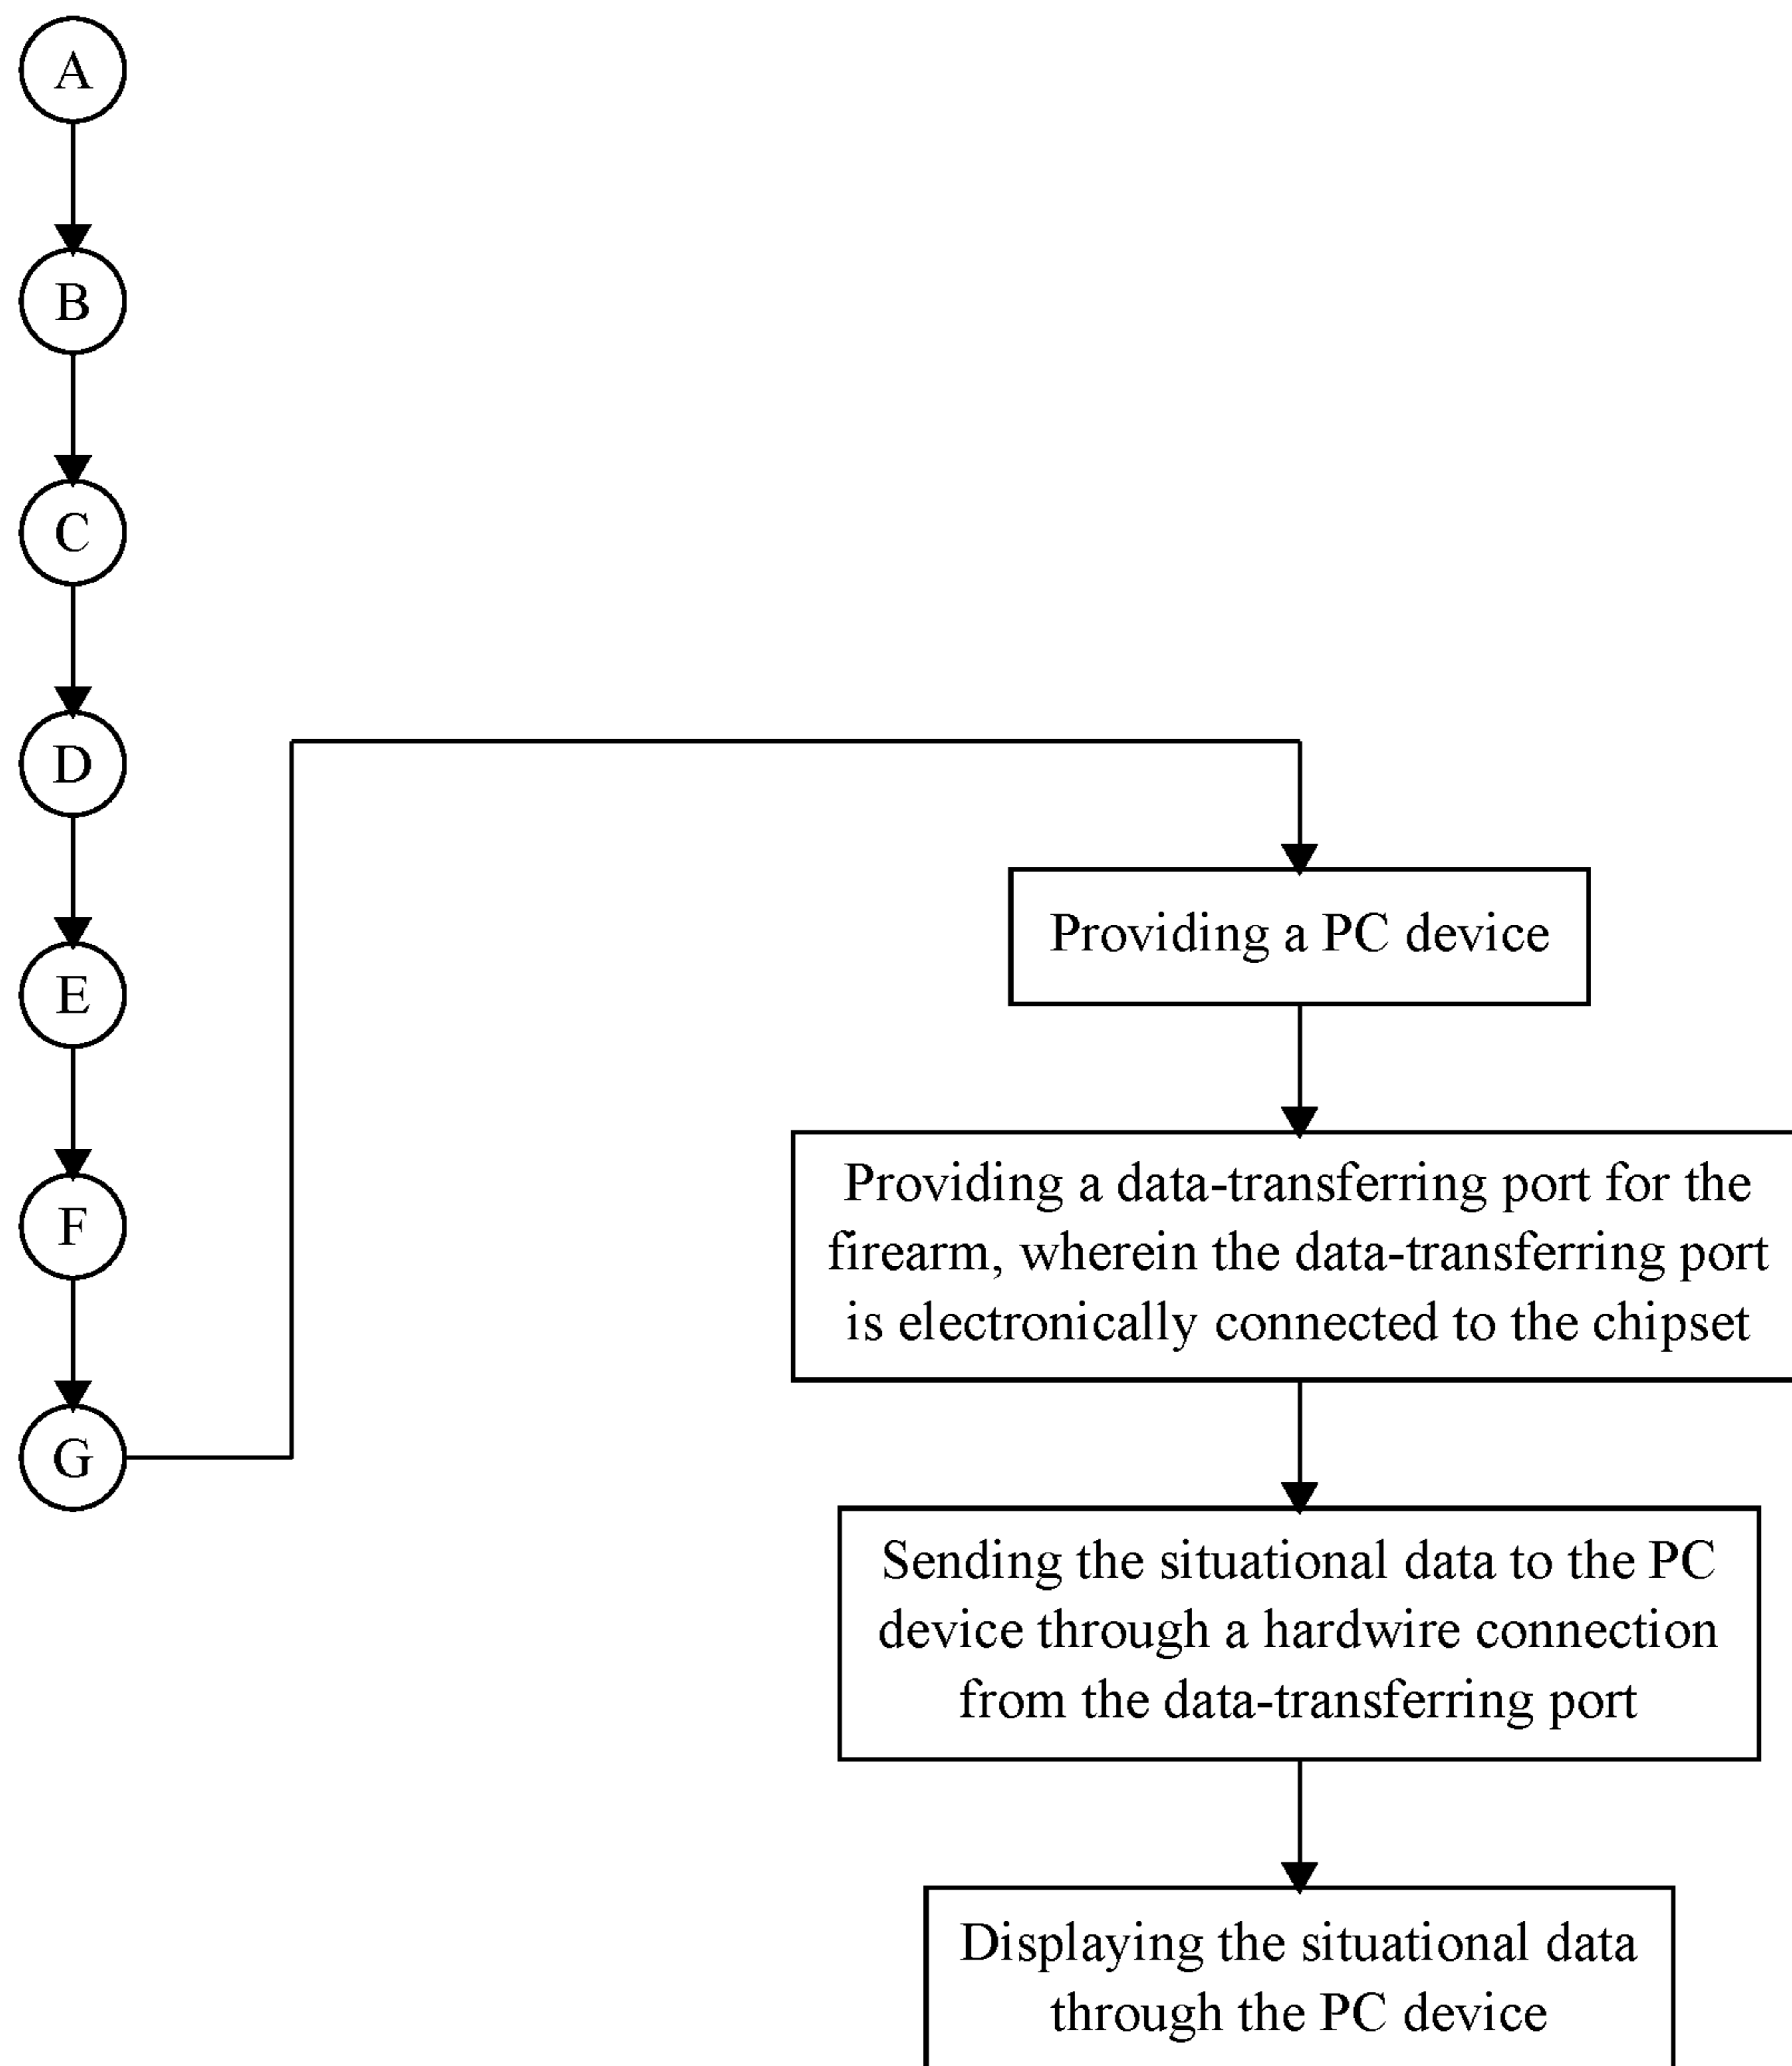 A
B
C
D
E
F
G
Providing a PC device
Providing a data-transferring port for the
firearm, wherein the data-transferring port
is electronically connected to the chipset
Sending the situational data to the PC
device through a hardwire connection
from the data-transferring port
Displaying the situational data
through the PC device